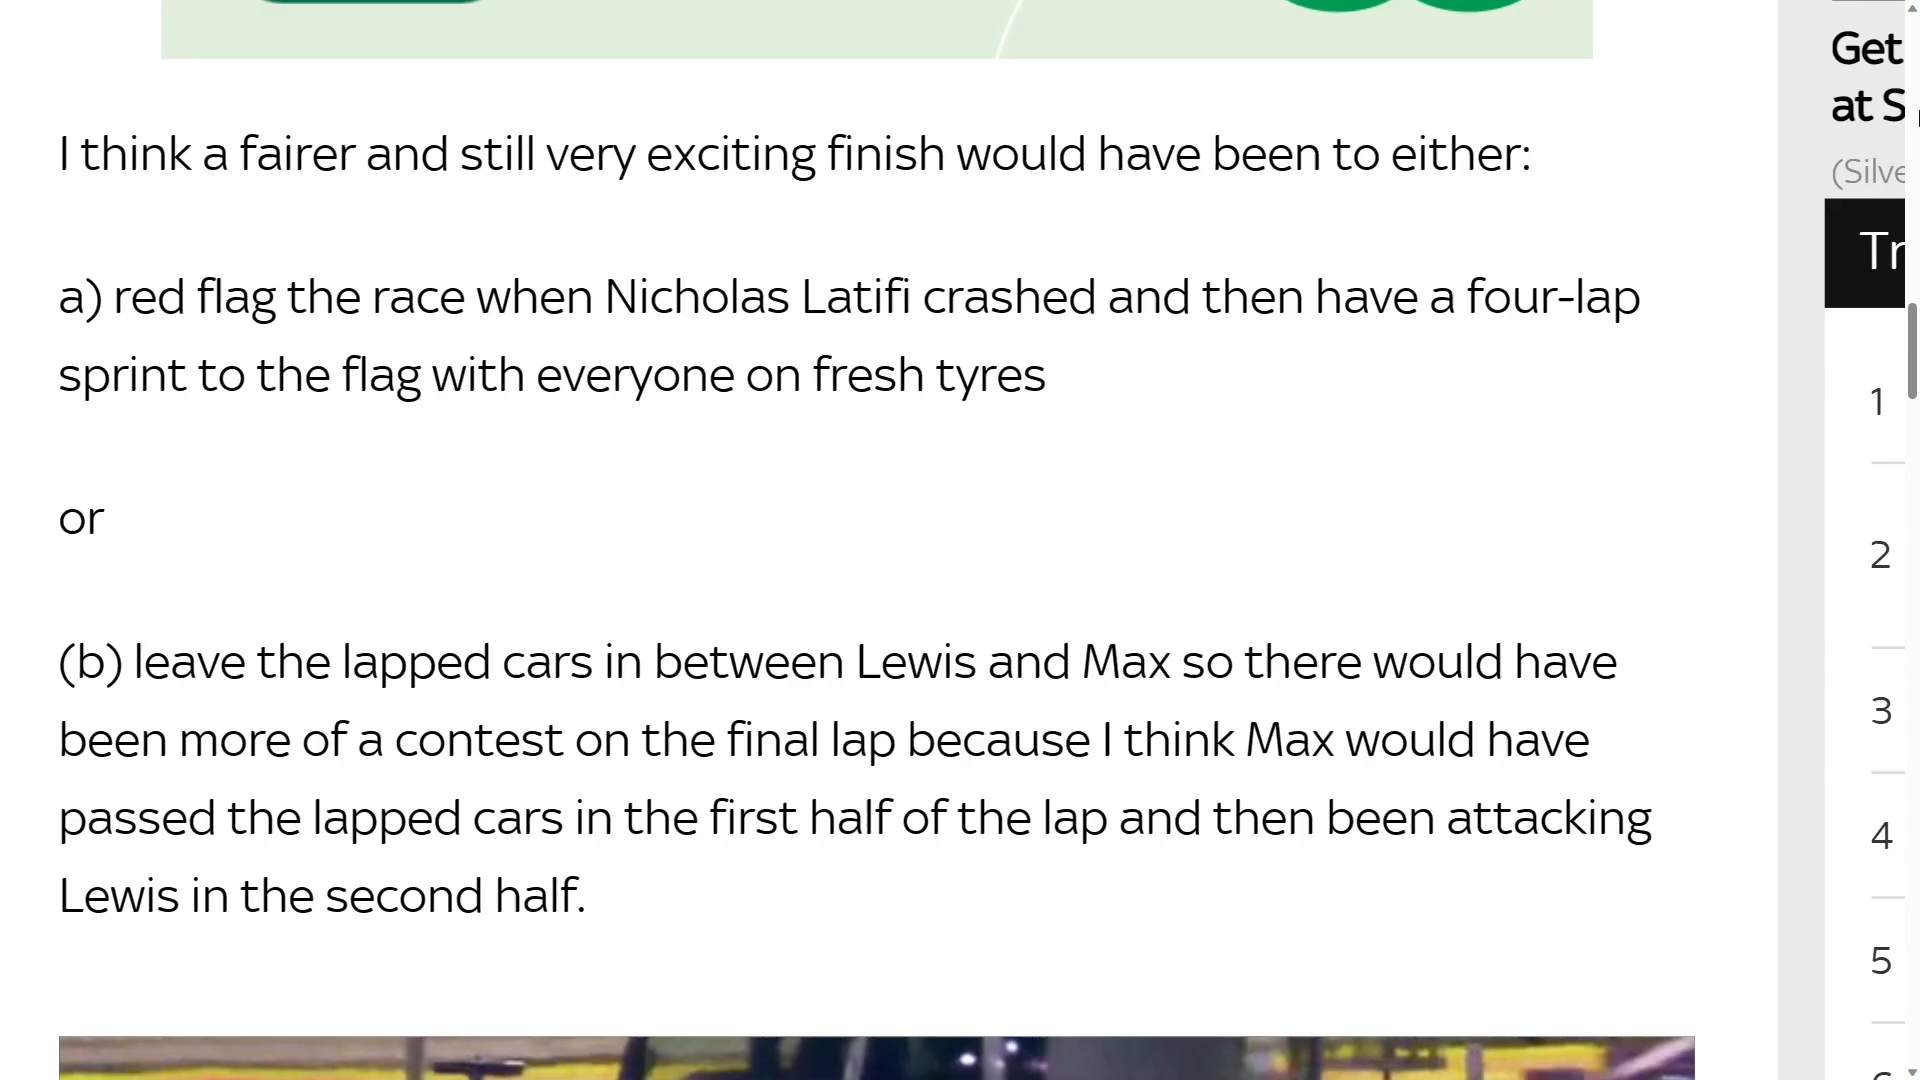 I think a fairer and still very exciting finish would have been to either:
a) red flag the race when Nicholas Latifi crashed and then have a four-lap
sprint to the flag with everyone on fresh tyres
or
(b) leave the lapped cars in between Lewis and Max so there would have
been more of a contest on the final lap because I think Max would have
passed the lapped cars in the first half of the lap and then been attacking
Lewis in the second half.
Get
at S
(Silve
Tr
1
2
3
4
5